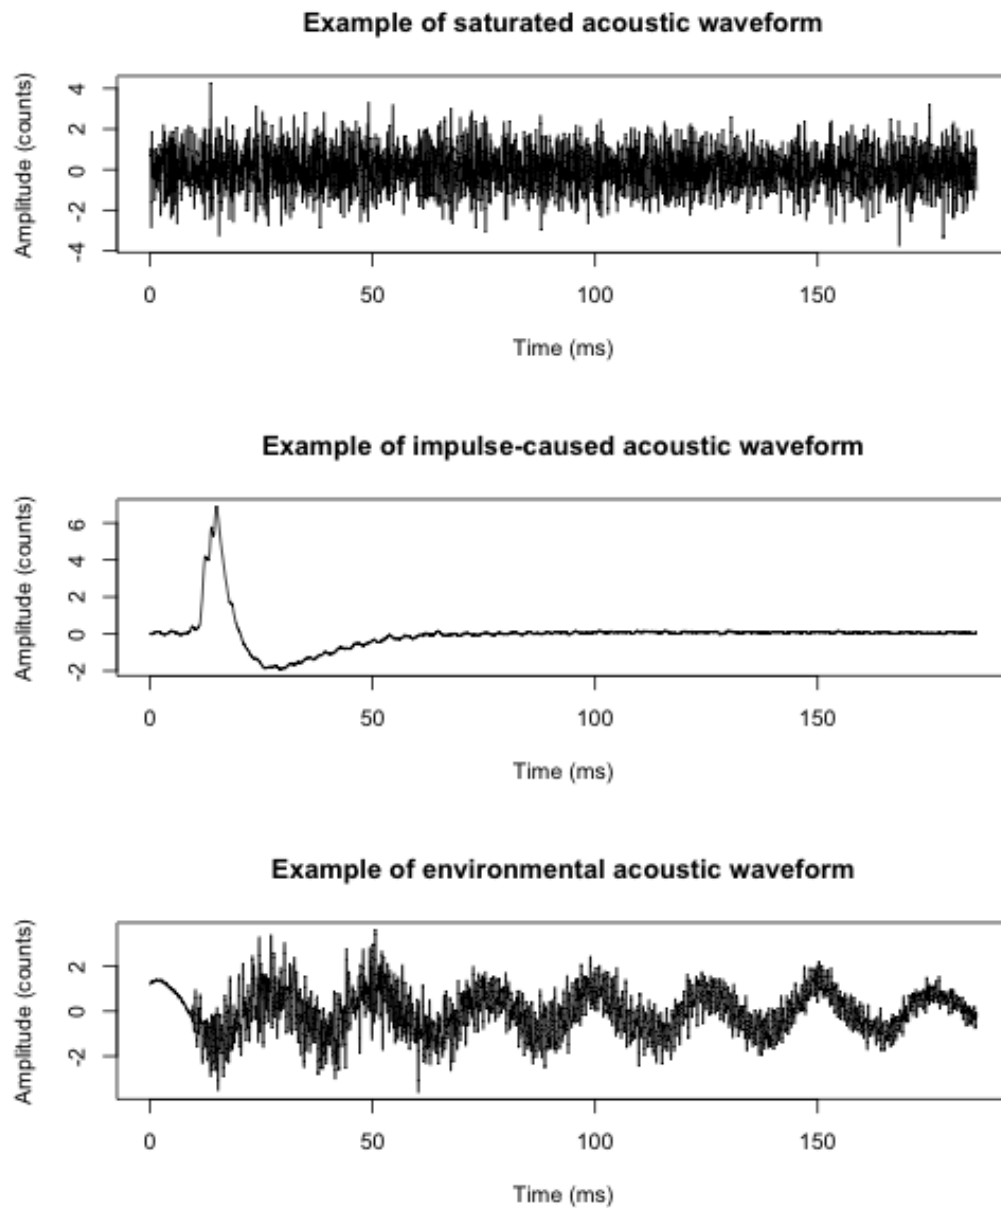 Example of saturated acoustic waveform
Amplitude (counts)
4
2
0
-2
-4
0 50 100 150
Time (ms)
Example of impulse-caused acoustic waveform
Amplitude (counts)
6
4
2
0
-2
0 50 100 150
Time (ms)
Example of environmental acoustic waveform
Amplitude (counts)
2
0
-2
0 50 100 150
Time (ms)